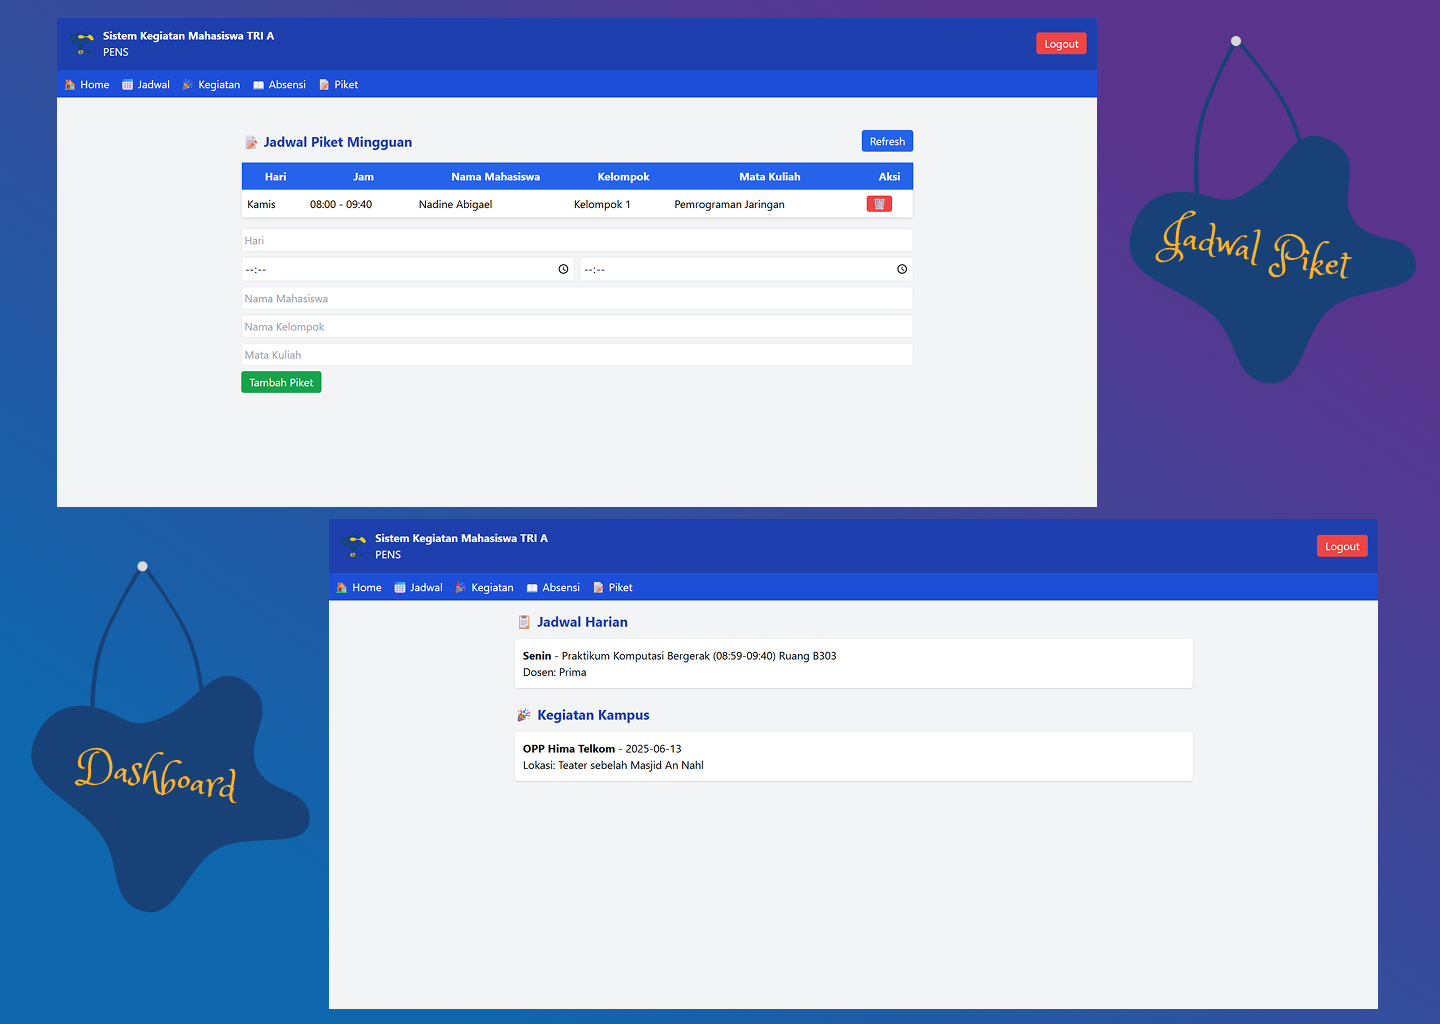 Sistem Kegiatan Mahasiswa TRI A
PENS
Logout
Home Jadwal Kegiatan Absensi Piket
Jadwal Piket Mingguan
Refresh
Hari Jam Nama Mahasiswa Kelompok Mata Kuliah Aksi
Kamis 08:00 - 09:40 Nadine Abigael Kelompok 1 Pemrograman Jaringan
Hari
--:-- --:--
Nama Mahasiswa
Nama Kelompok
Mata Kuliah
Tambah Piket
Jadwal Piket
Sistem Kegiatan Mahasiswa TRI A
PENS
Logout
Home Jadwal Kegiatan Absensi Piket
Jadwal Harian
Senin - Praktikum Komputasi Bergerak (08:59-09:40) Ruang B303
Dosen: Prima
Kegiatan Kampus
OPP Hima Telkom - 2025-06-13
Lokasi: Teater sebelah Masjid An Nahl
Dashboard